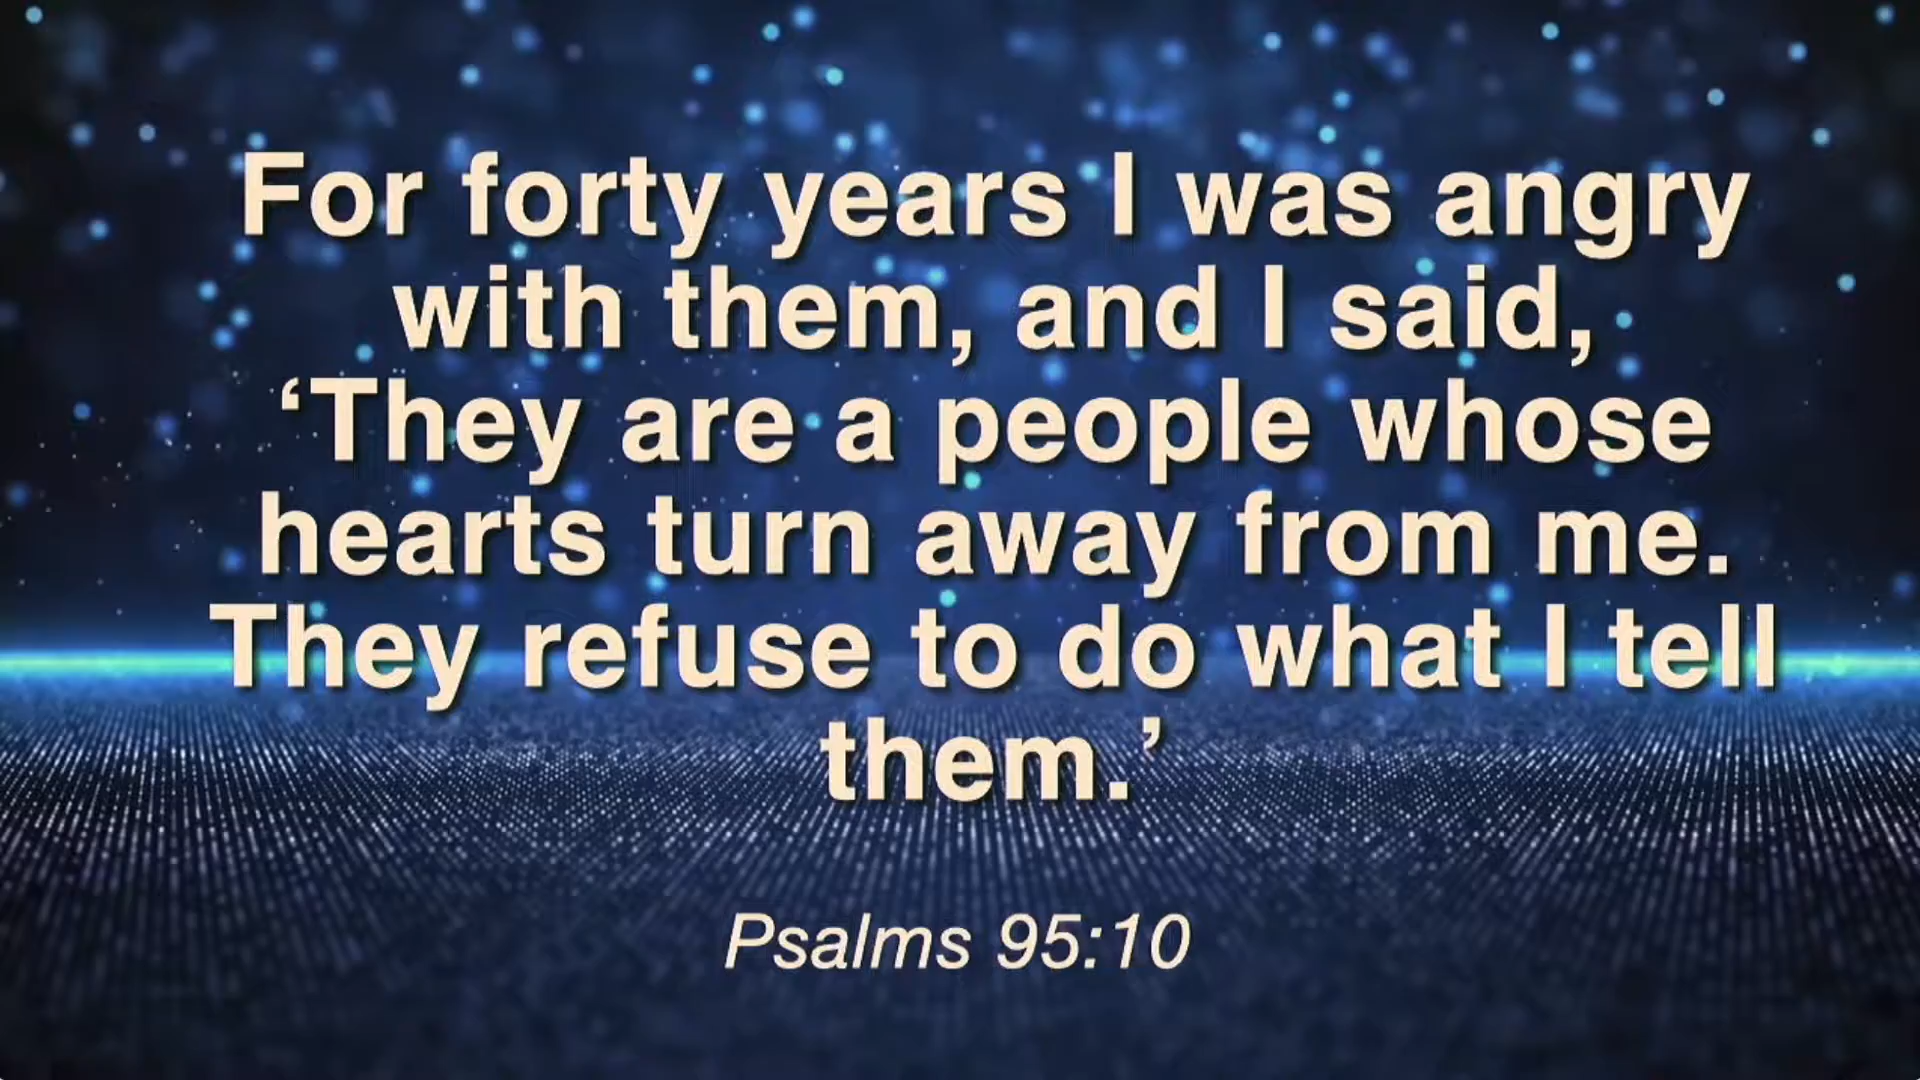 For forty years I was angry
with them, and I said,
‘They are a people whose
hearts turn away from me.
They refuse to do what I tell
them.’
Psalms 95:10